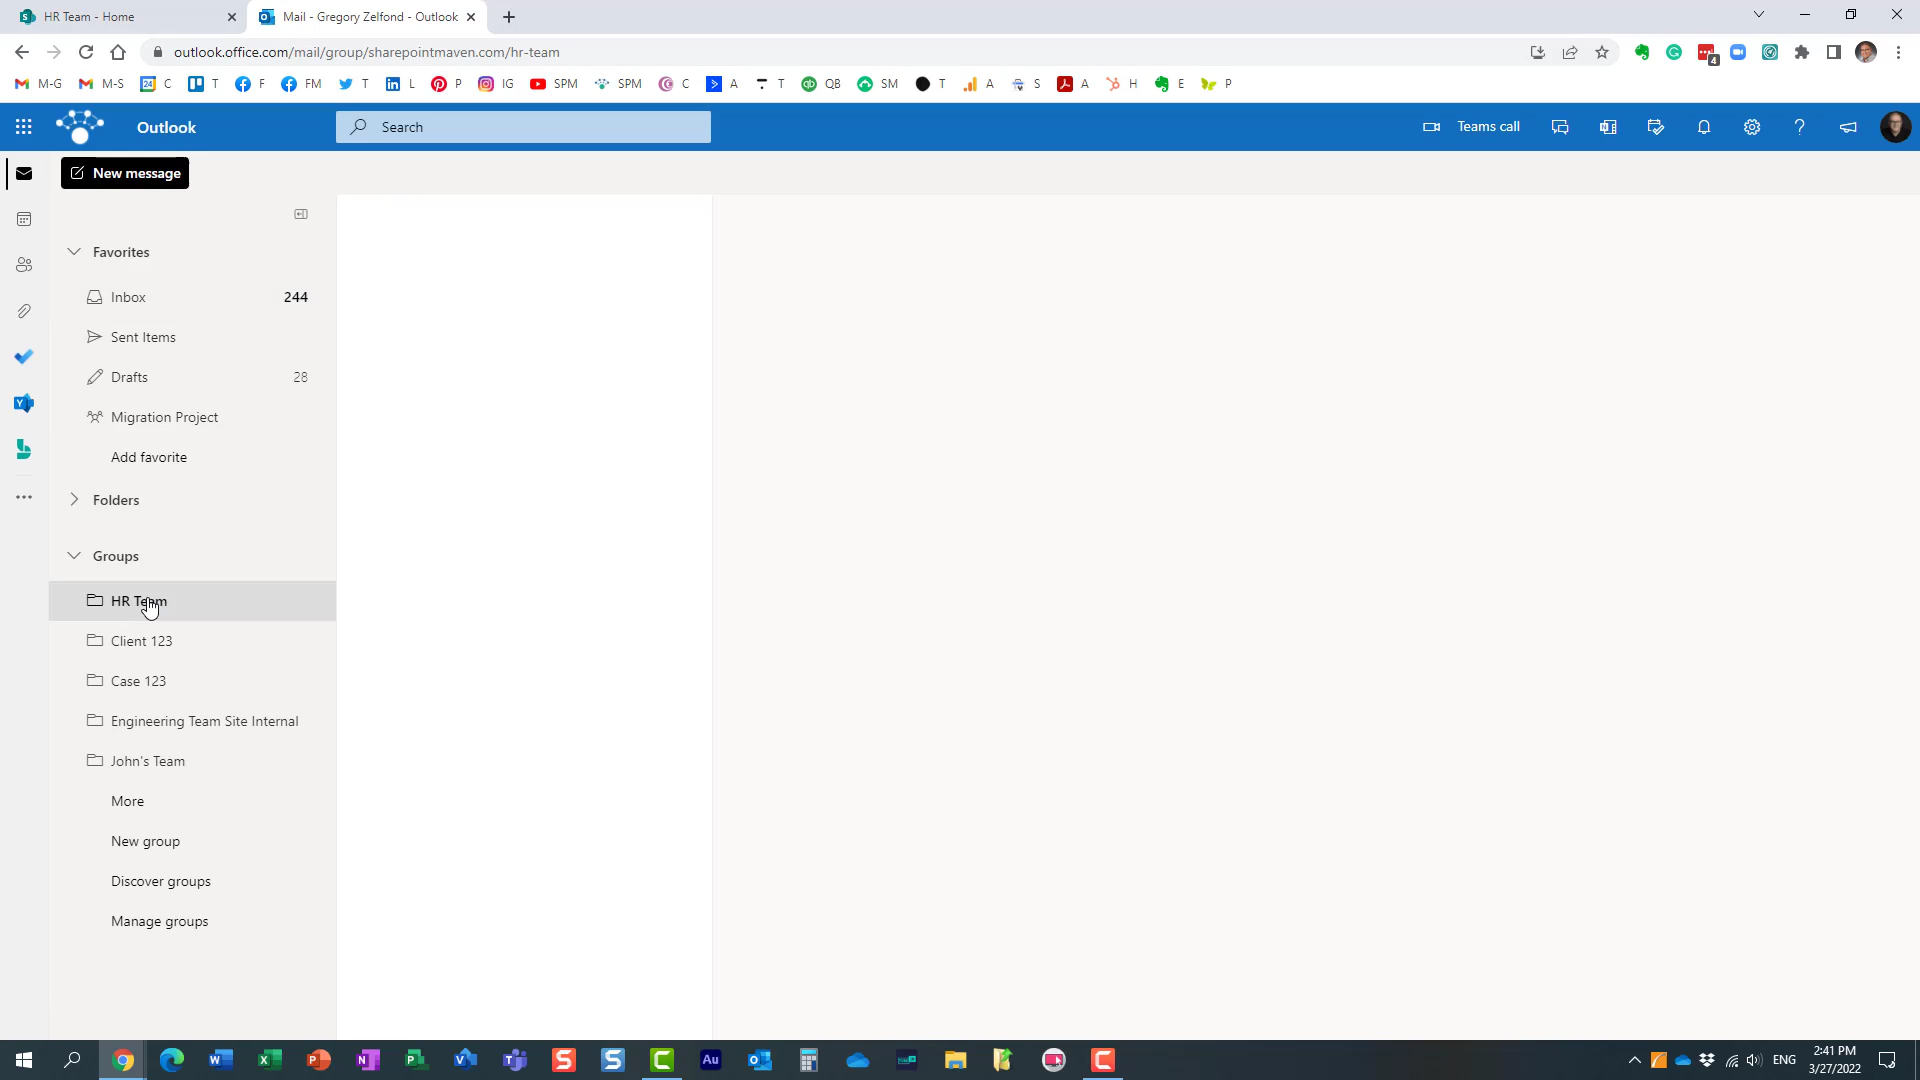 HR Team - Home
Mail - Gregory Zelfond - Outlook
outlook.office.com/mail/group/sharepointmaven.com/hr-team
4
M-G M-S 24 C T F FM T L P IG SPM SPM C A T QB SM T A S A H E P
Outlook
Search
Teams call
New message
Favorites
Inbox 244
Sent Items
Drafts 28
Migration Project
Add favorite
Folders
Groups
HR Team
Client 123
Case 123
Engineering Team Site Internal
John's Team
More
New group
Discover groups
Manage groups
ENG
2:41 PM
3/27/2022